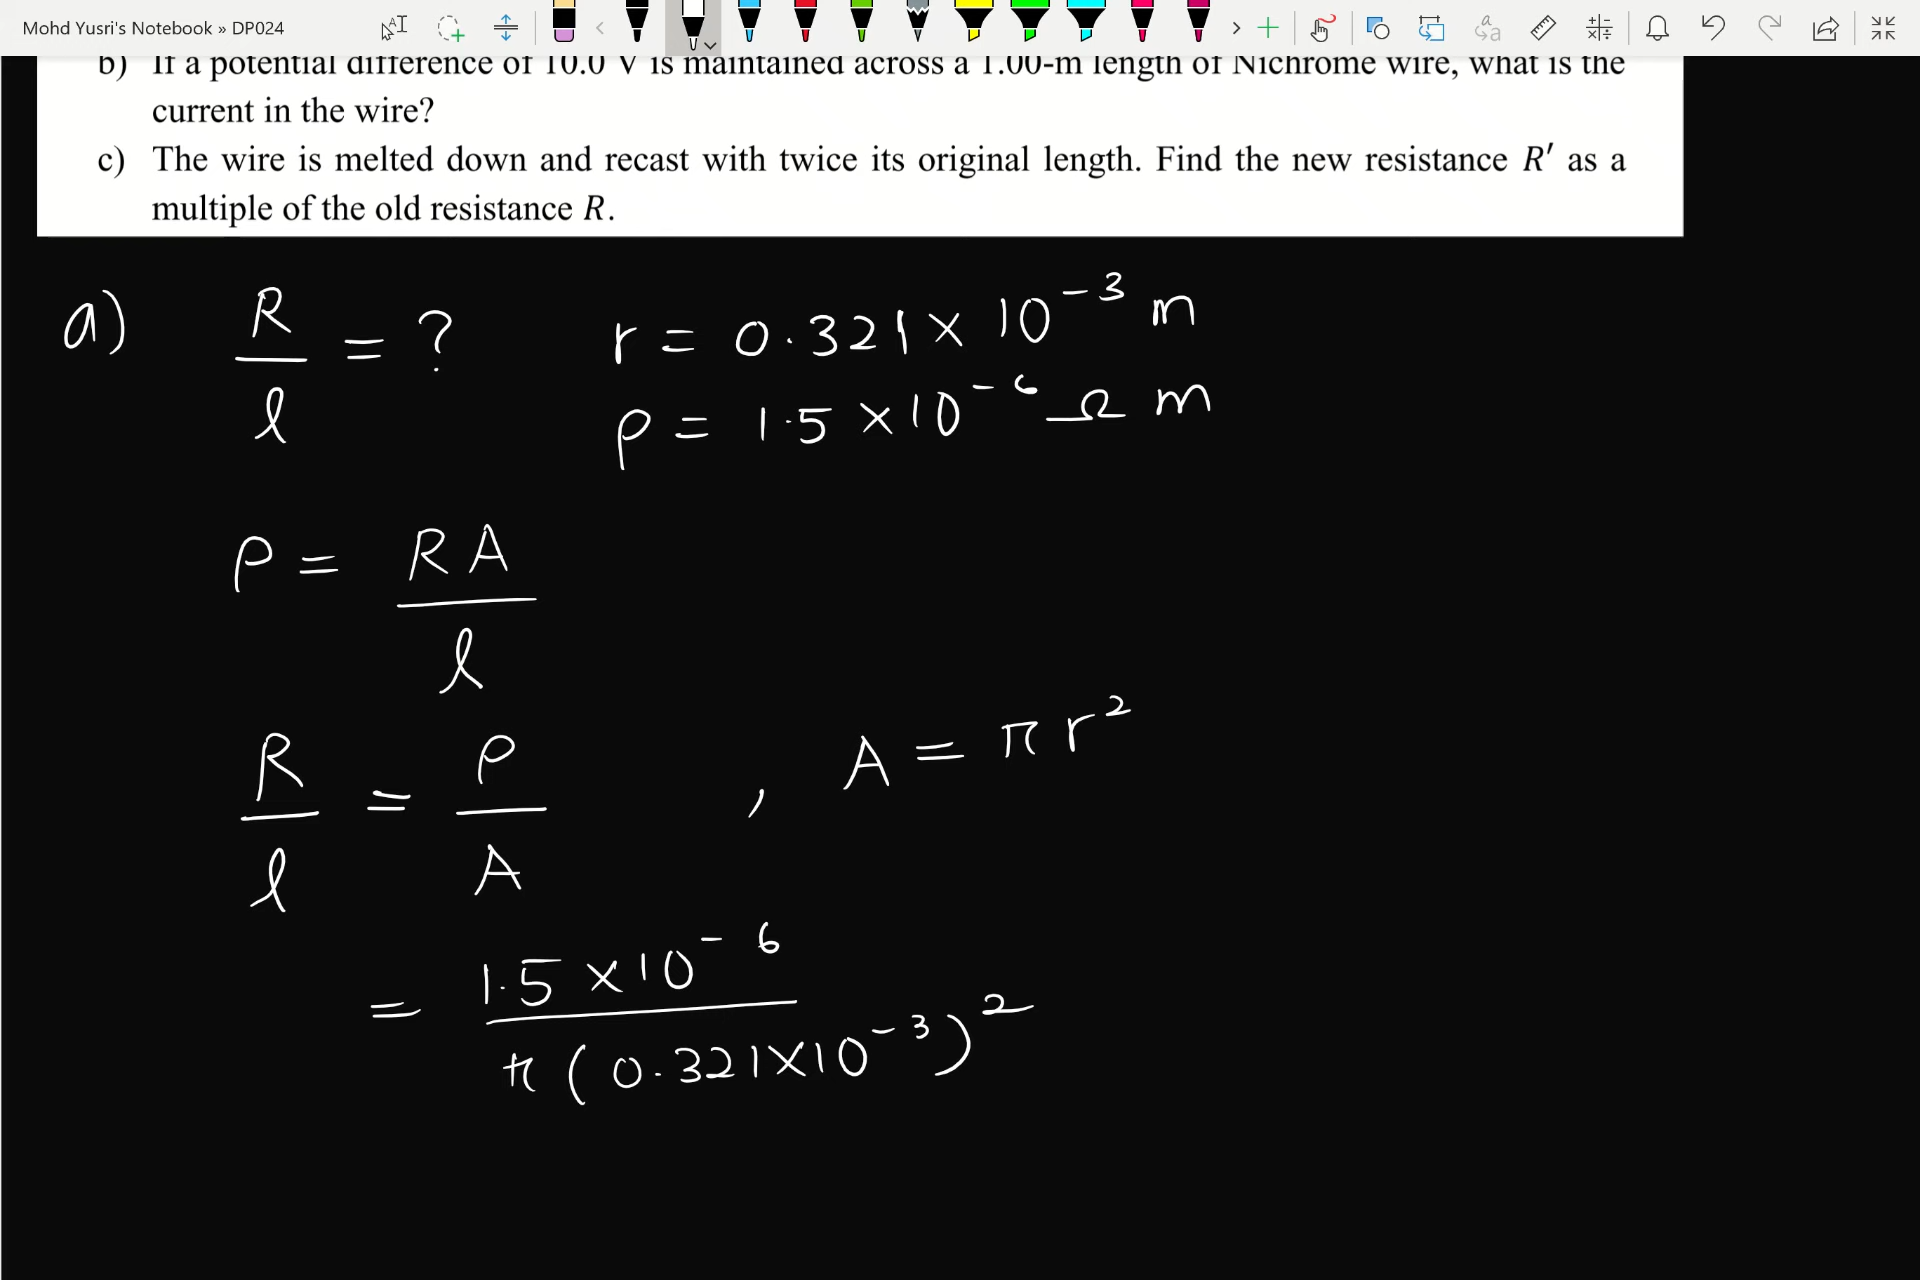 Mohd Yusri's Notebook » DP024
b) If a potential difference of 10.0 V is maintained across a 1.00-m length of Nichrome wire, what is the
current in the wire?
c) The wire is melted down and recast with twice its original length. Find the new resistance R′ as a
multiple of the old resistance R.
a) R/l = ? r = 0.321 × 10⁻³ m
ρ = 1.5 × 10⁻⁶ Ω m
ρ = RA/l
R/l = ρ/A , A = πr²
= 1.5 × 10⁻⁶ / π(0.321 × 10⁻³)²